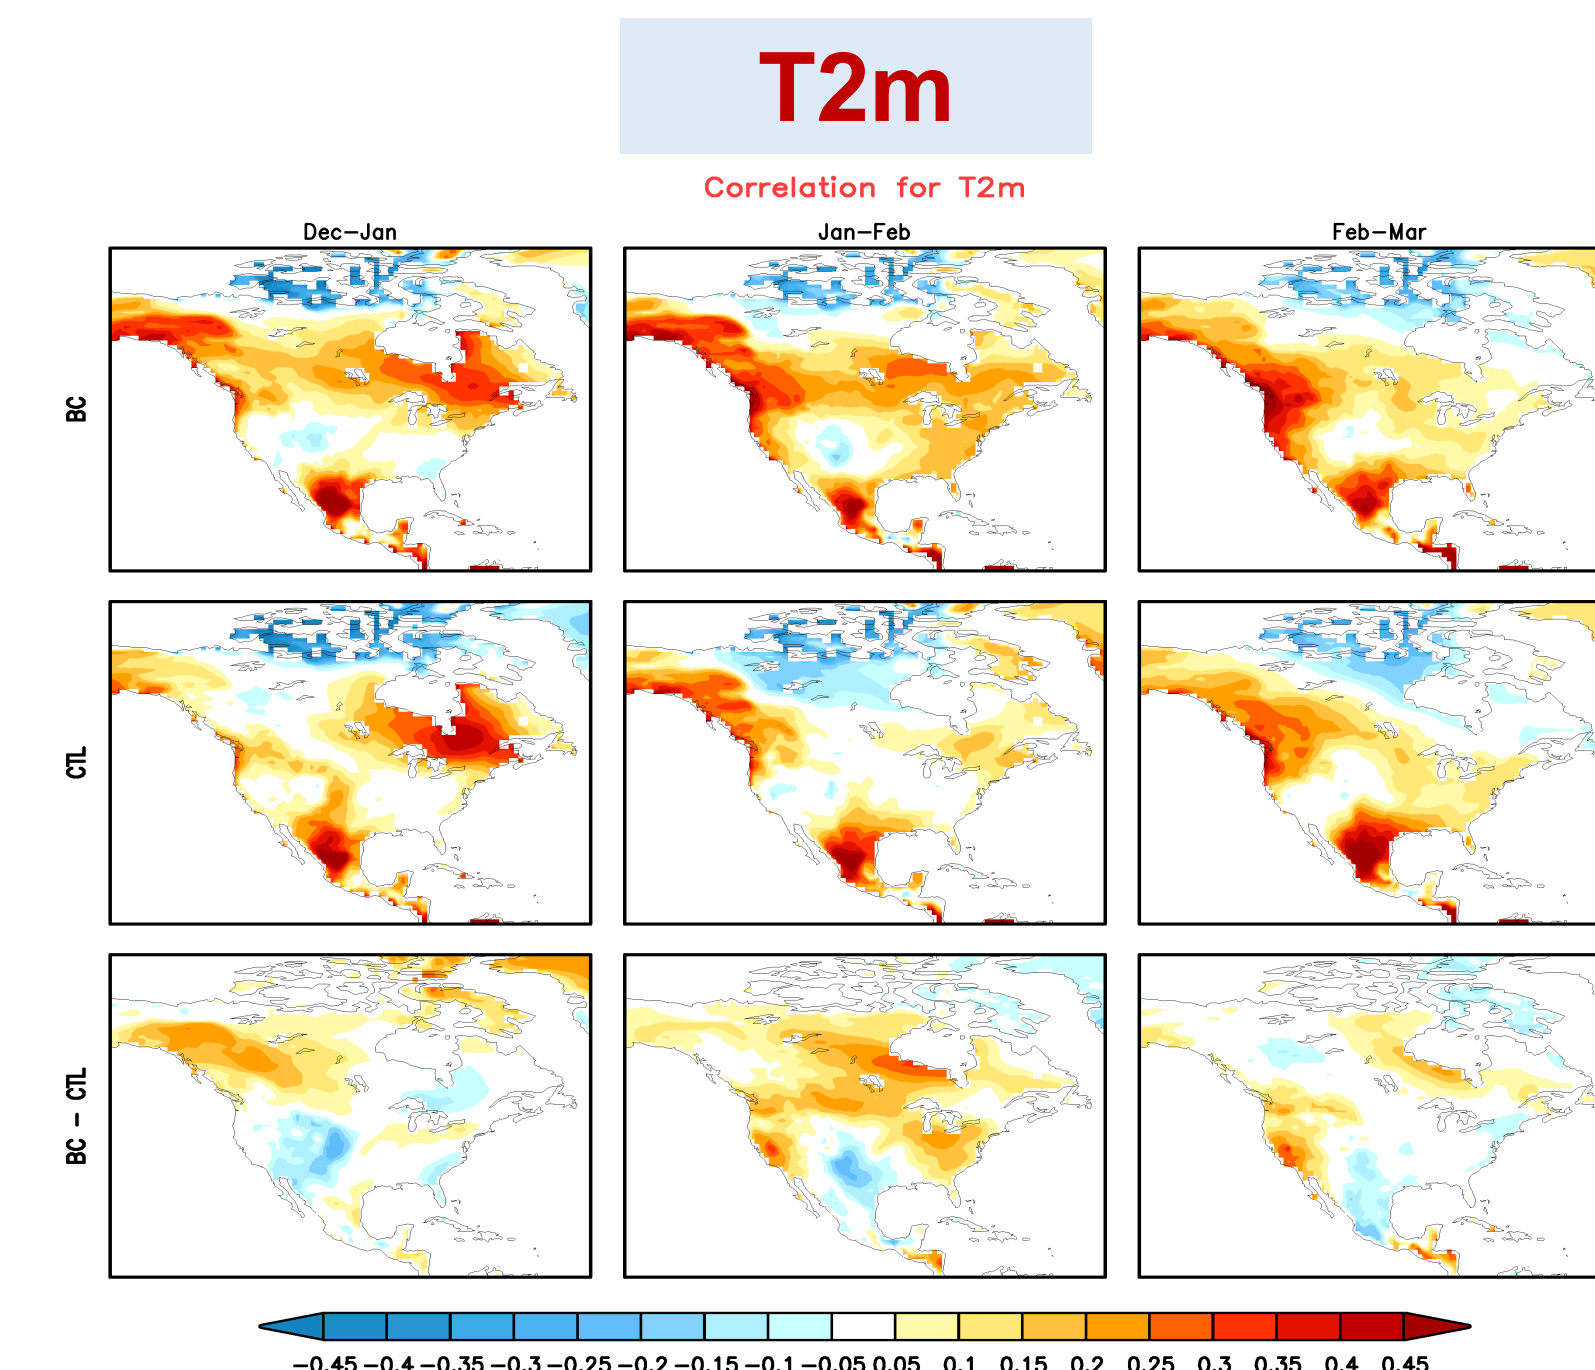 T2m
Correlation for T2m
Dec-Jan Jan-Feb Feb-Mar
BC
CTL
BC - CTL
-0.45 -0.4 -0.35 -0.3 -0.25 -0.2 -0.15 -0.1 -0.05 0.05 0.1 0.15 0.2 0.25 0.3 0.35 0.4 0.45